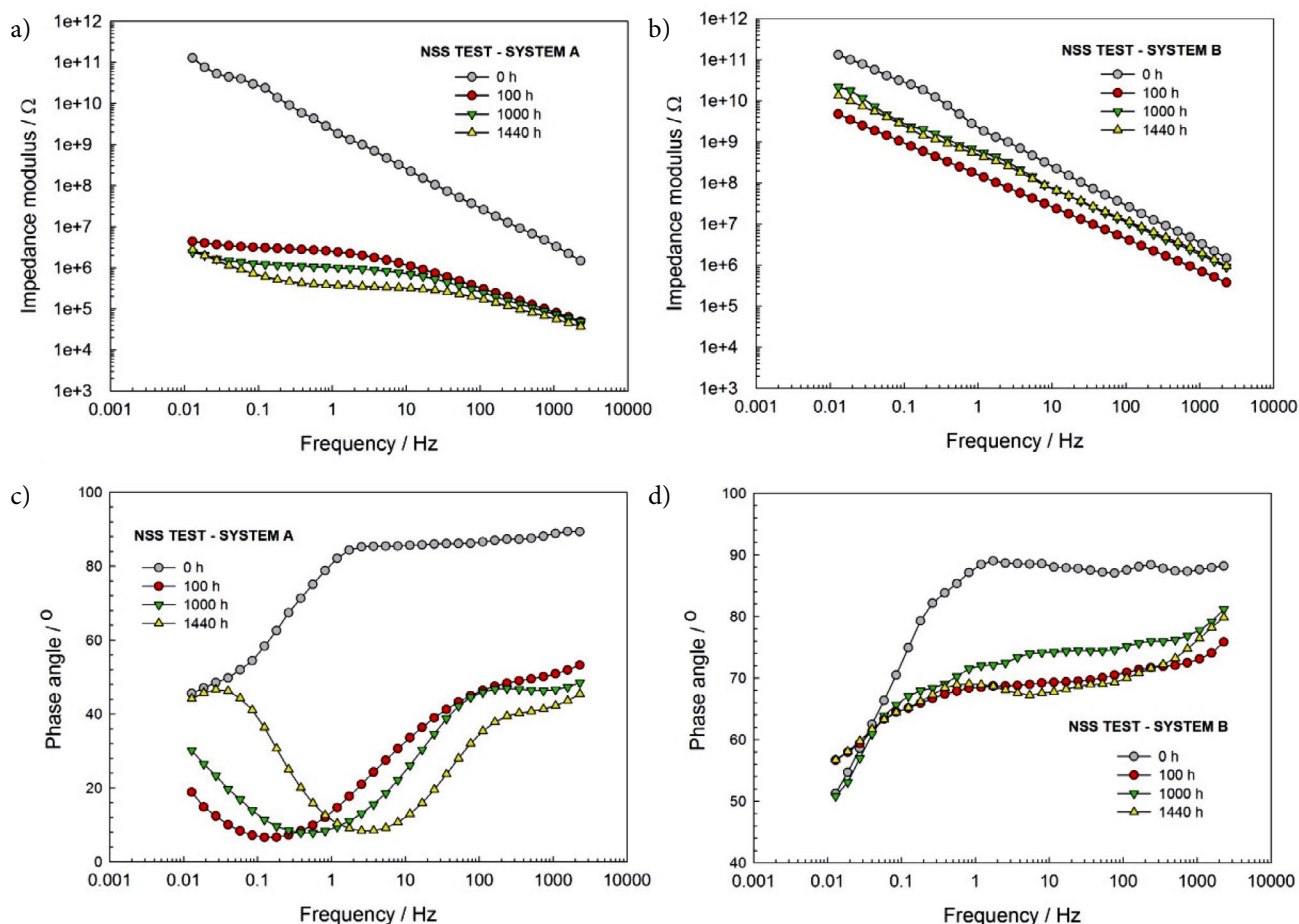 a)
NSS TEST - SYSTEM A
0 h
100 h
1000 h
1440 h
Impedance modulus / Ω
1e+12
1e+11
1e+10
1e+9
1e+8
1e+7
1e+6
1e+5
1e+4
1e+3
0.001 0.01 0.1 1 10 100 1000 10000
Frequency / Hz
b)
NSS TEST - SYSTEM B
0 h
100 h
1000 h
1440 h
Impedance modulus / Ω
1e+12
1e+11
1e+10
1e+9
1e+8
1e+7
1e+6
1e+5
1e+4
1e+3
0.001 0.01 0.1 1 10 100 1000 10000
Frequency / Hz
c)
NSS TEST - SYSTEM A
0 h
100 h
1000 h
1440 h
Phase angle / °
100
80
60
40
20
0
0.001 0.01 0.1 1 10 100 1000 10000
Frequency / Hz
d)
NSS TEST - SYSTEM B
0 h
100 h
1000 h
1440 h
Phase angle / °
100
90
80
70
60
50
40
0.001 0.01 0.1 1 10 100 1000 10000
Frequency / Hz